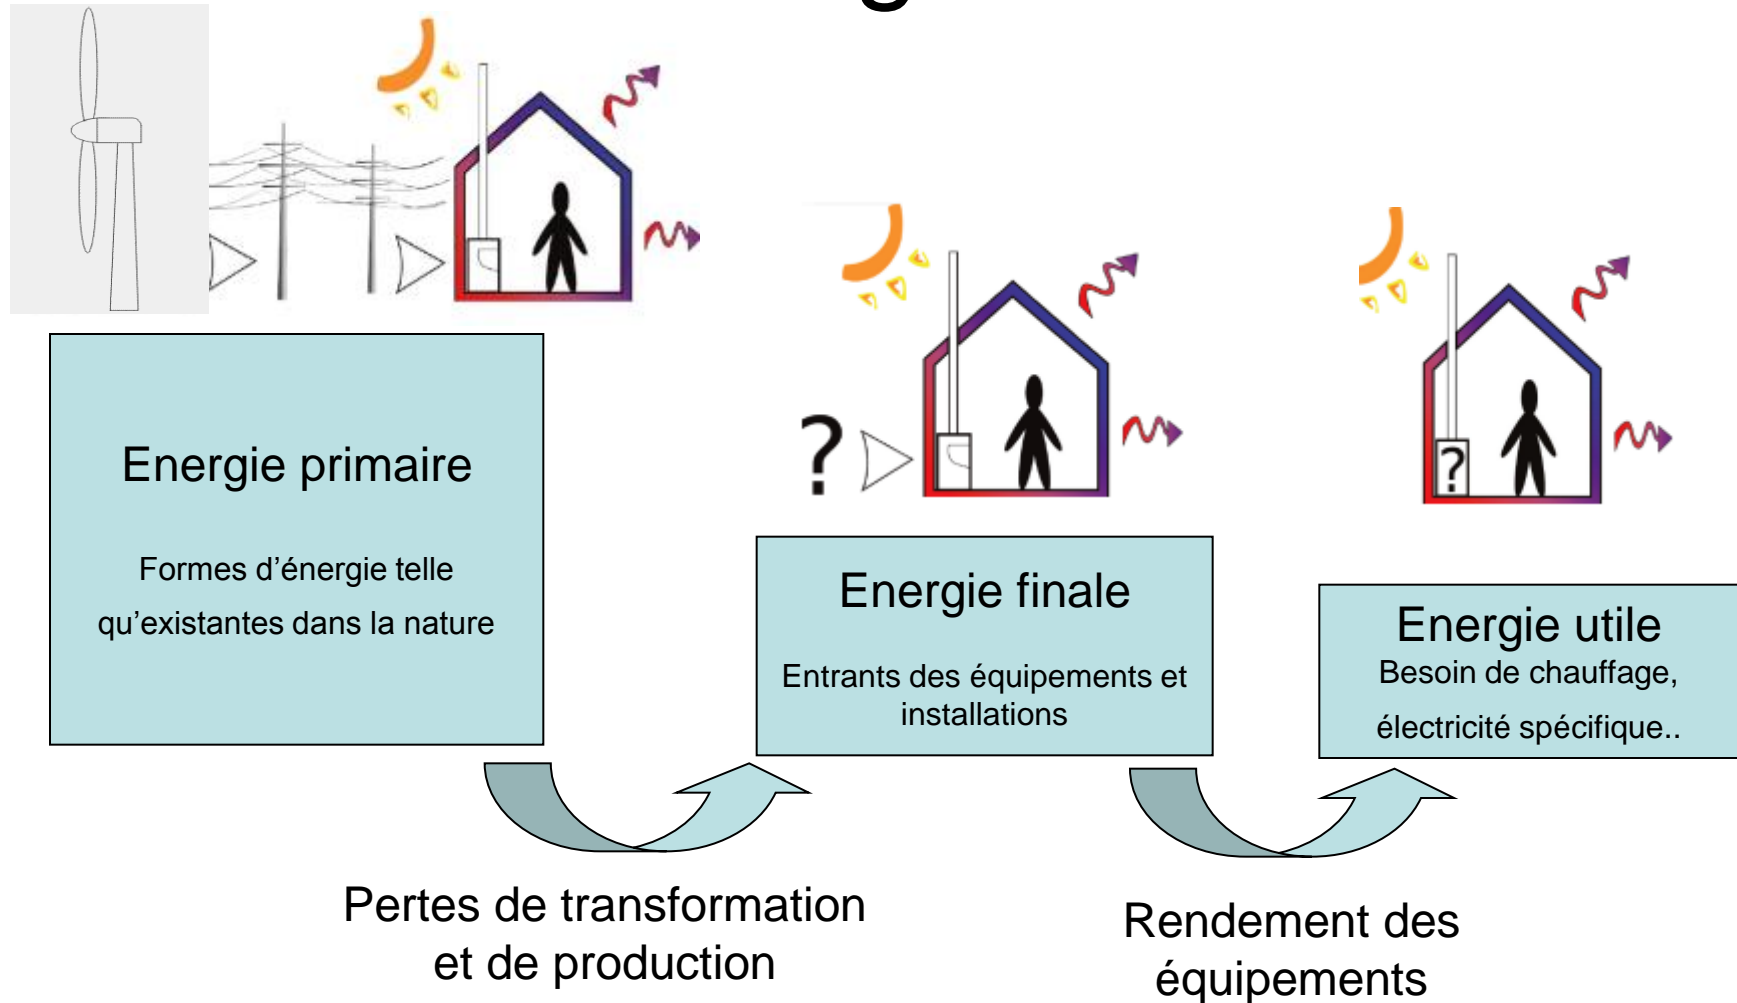 g
?
?
Energie primaire
Formes d’énergie telle
qu’existantes dans la nature
Energie finale
Entrants des équipements et
installations
Energie utile
Besoin de chauffage,
électricité spécifique..
Pertes de transformation
et de production
Rendement des
équipements